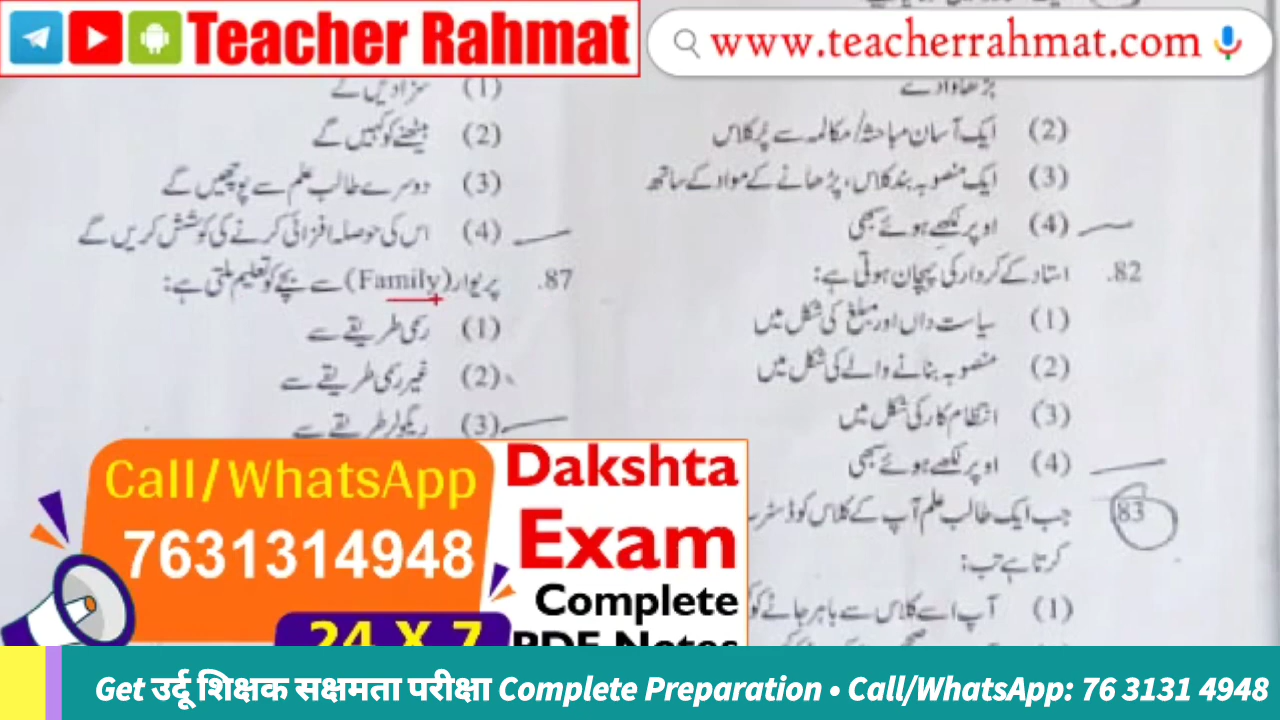 Teacher Rahmat
www.teacherrahmat.com
بڑھاوا دے
(2) ایک آسان مباحثہ/مکالمہ سے پُر کلاس
(3) ایک منصوبہ بند کلاس، پڑھانے کے مواد کے ساتھ
(4) اوپر لکھے ہوئے سبھی
82. استاد کے کردار کی پہچان ہوتی ہے:
(1) سیاست داں اور مبلغ کی شکل میں
(2) منصوبہ بنانے والے کی شکل میں
(3) انتظام کار کی شکل میں
(4) اوپر لکھے ہوئے سبھی
83 جب ایک طالب علم آپ کے کلاس کو ڈسٹرب
کرتا ہے تب:
(1) آپ اسے کلاس سے باہر جانے کو
(1) سزا دیں گے
(2) بیٹھنے کو کہیں گے
(3) دوسرے طالب علم سے پوچھیں گے
(4) اس کی حوصلہ افزائی کرنے کی کوشش کریں گے
87. پریوار (Family) سے بچے کو تعلیم ملتی ہے:
(1) رسمی طریقے سے
(2) غیر رسمی طریقے سے
(3) ریگولر طریقے سے
Call/WhatsApp
7631314948
24 X 7
Dakshta
Exam
Complete
PDF Notes
Get उर्दू शिक्षक सक्षमता परीक्षा Complete Preparation • Call/WhatsApp: 76 3131 4948